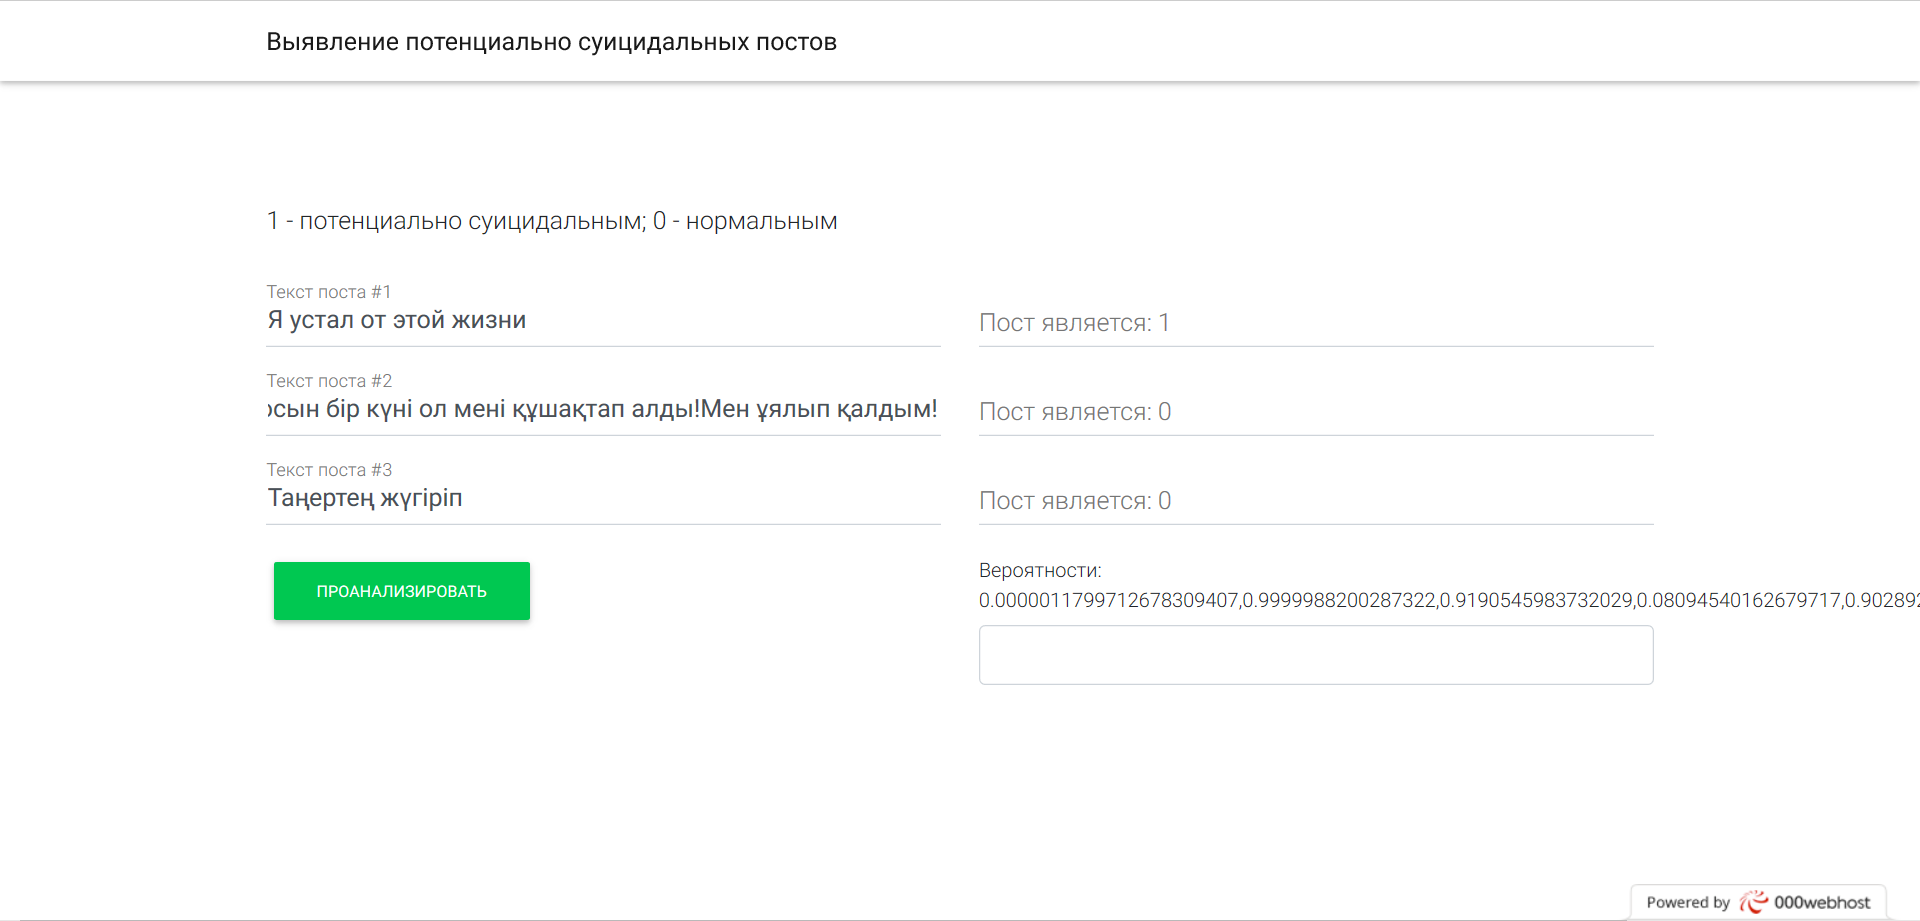 Выявление потенциально суицидальных постов
1 - потенциально суицидальным; 0 - нормальным
Текст поста #1
Я устал от этой жизни
Пост является: 1
Текст поста #2
бір күні ол мені құшақтап алды!Мен ұялып қалдым!
Пост является: 0
Текст поста #3
Таңертең жүгіріп
Пост является: 0
ПРОАНАЛИЗИРОВАТЬ
Вероятности:
0.0000011799712678309407,0.9999988200287322,0.9190545983732029,0.08094540162679717,0.90289
Powered by 000webhost